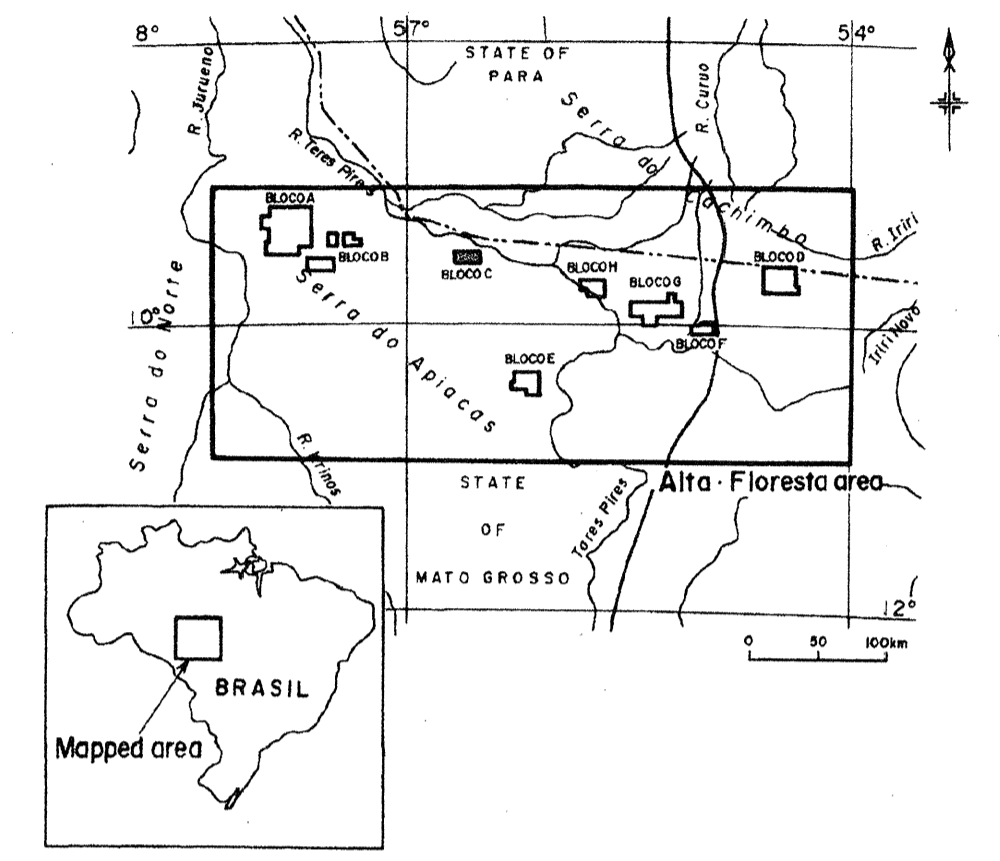 8°
57°
54°
STATE OF
PARA
R. Jurueno
R. Curuo
Serra do
Cachimbo
R. Teres Pires
R. Iriri
BLOCO A
BLOCO B
BLOCO C
BLOCO H
BLOCO G
BLOCO D
BLOCO F
BLOCO E
10°
Iriri Novo
Serra do Norte
Serra do Apiacas
R. Arinos
Alta · Floresta area
STATE
OF
MATO GROSSO
Tares Pires
12°
0 50 100km
BRASIL
Mapped area